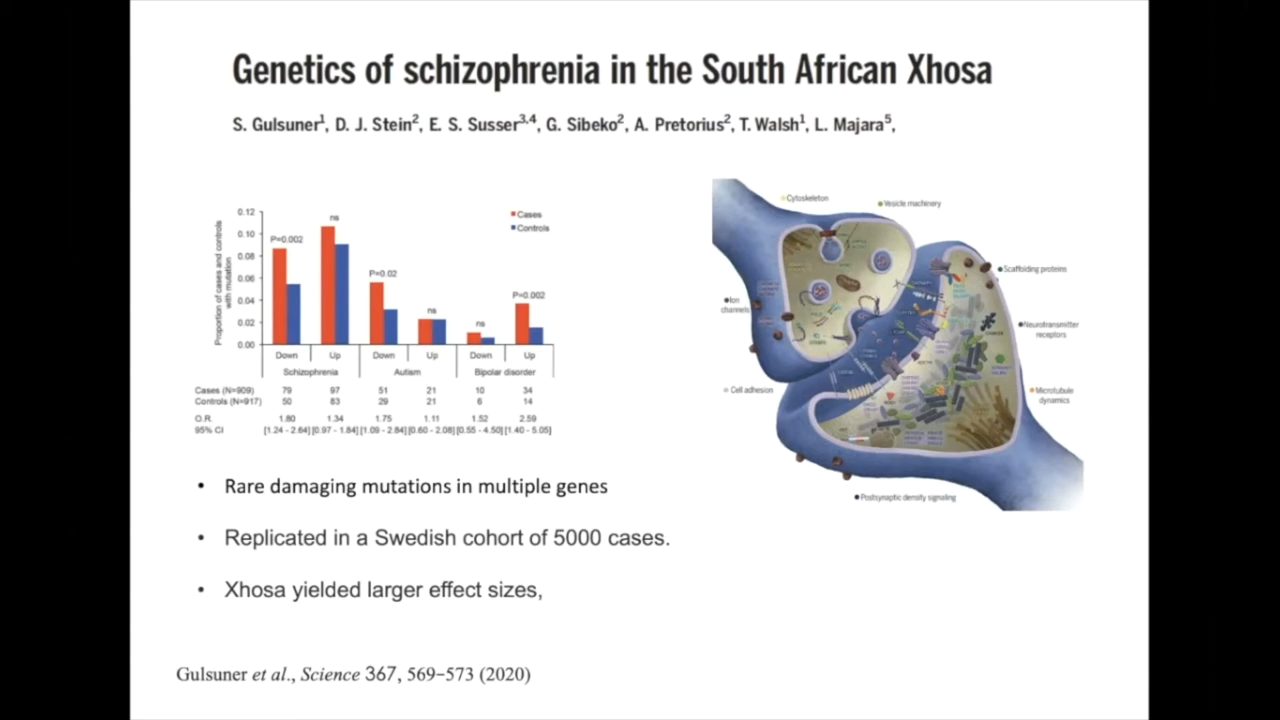 Genetics of schizophrenia in the South African Xhosa
S. Gulsuner1, D. J. Stein2, E. S. Susser3,4, G. Sibeko2, A. Pretorius2, T. Walsh1, L. Majara5,
Proportion of cases and controls
with mutation
0.12
0.10
0.08
0.06
0.04
0.02
0.00
P=0.002
ns
P=0.02
ns
ns
P=0.002
Cases
Controls
Down Up Down Up Down Up
Schizophrenia Autism Bipolar disorder
Cases (N=909) 79 97 51 21 10 34
Controls (N=917) 50 83 29 21 6 14
O.R. 1.80 1.34 1.75 1.11 1.52 2.59
95% CI [1.24 - 2.64] [0.97 - 1.84] [1.09 - 2.84] [0.60 - 2.08] [0.55 - 4.50] [1.40 - 5.05]
Cytoskeleton
Vesicle machinery
Scaffolding proteins
Ion
channels
Neurotransmitter
receptors
Cell adhesion
Microtubule
dynamics
Postsynaptic density signaling
• Rare damaging mutations in multiple genes
• Replicated in a Swedish cohort of 5000 cases.
• Xhosa yielded larger effect sizes,
Gulsuner et al., Science 367, 569–573 (2020)